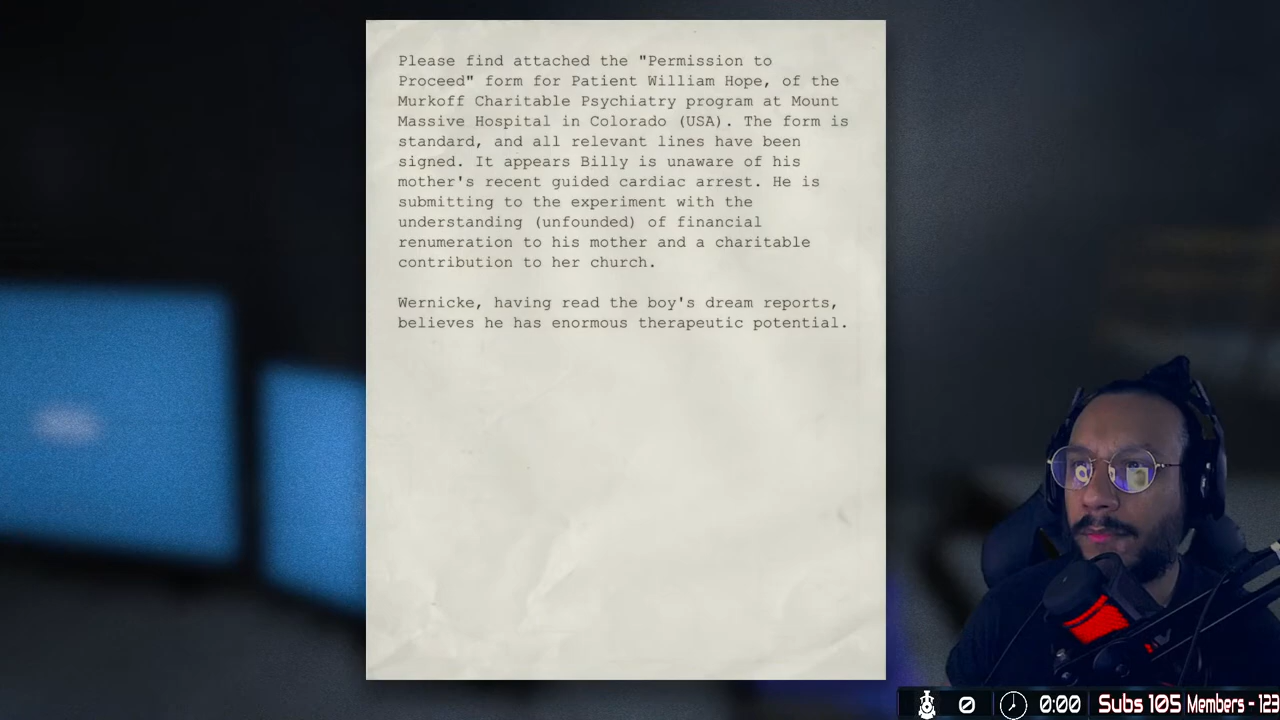 Please find attached the "Permission to
Proceed" form for Patient William Hope, of the
Murkoff Charitable Psychiatry program at Mount
Massive Hospital in Colorado (USA). The form is
standard, and all relevant lines have been
signed. It appears Billy is unaware of his
mother's recent guided cardiac arrest. He is
submitting to the experiment with the
understanding (unfounded) of financial
renumeration to his mother and a charitable
contribution to her church.
Wernicke, having read the boy's dream reports,
believes he has enormous therapeutic potential.
0 0:00 Subs 105 Members - 123